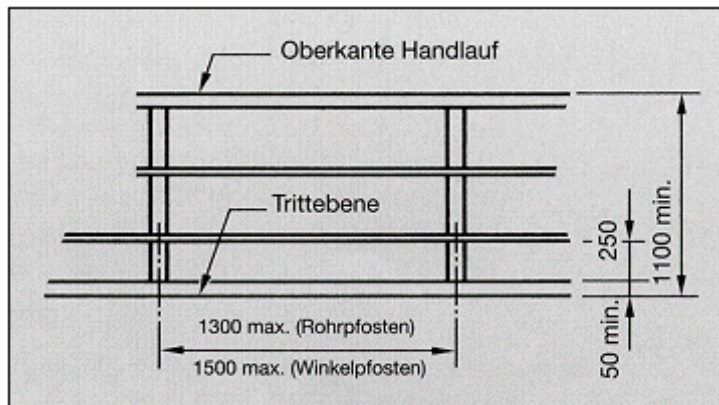 Oberkante Handlauf
Trittebene
250
1100 min.
50 min.
1300 max. (Rohrpfosten)
1500 max. (Winkelpfosten)